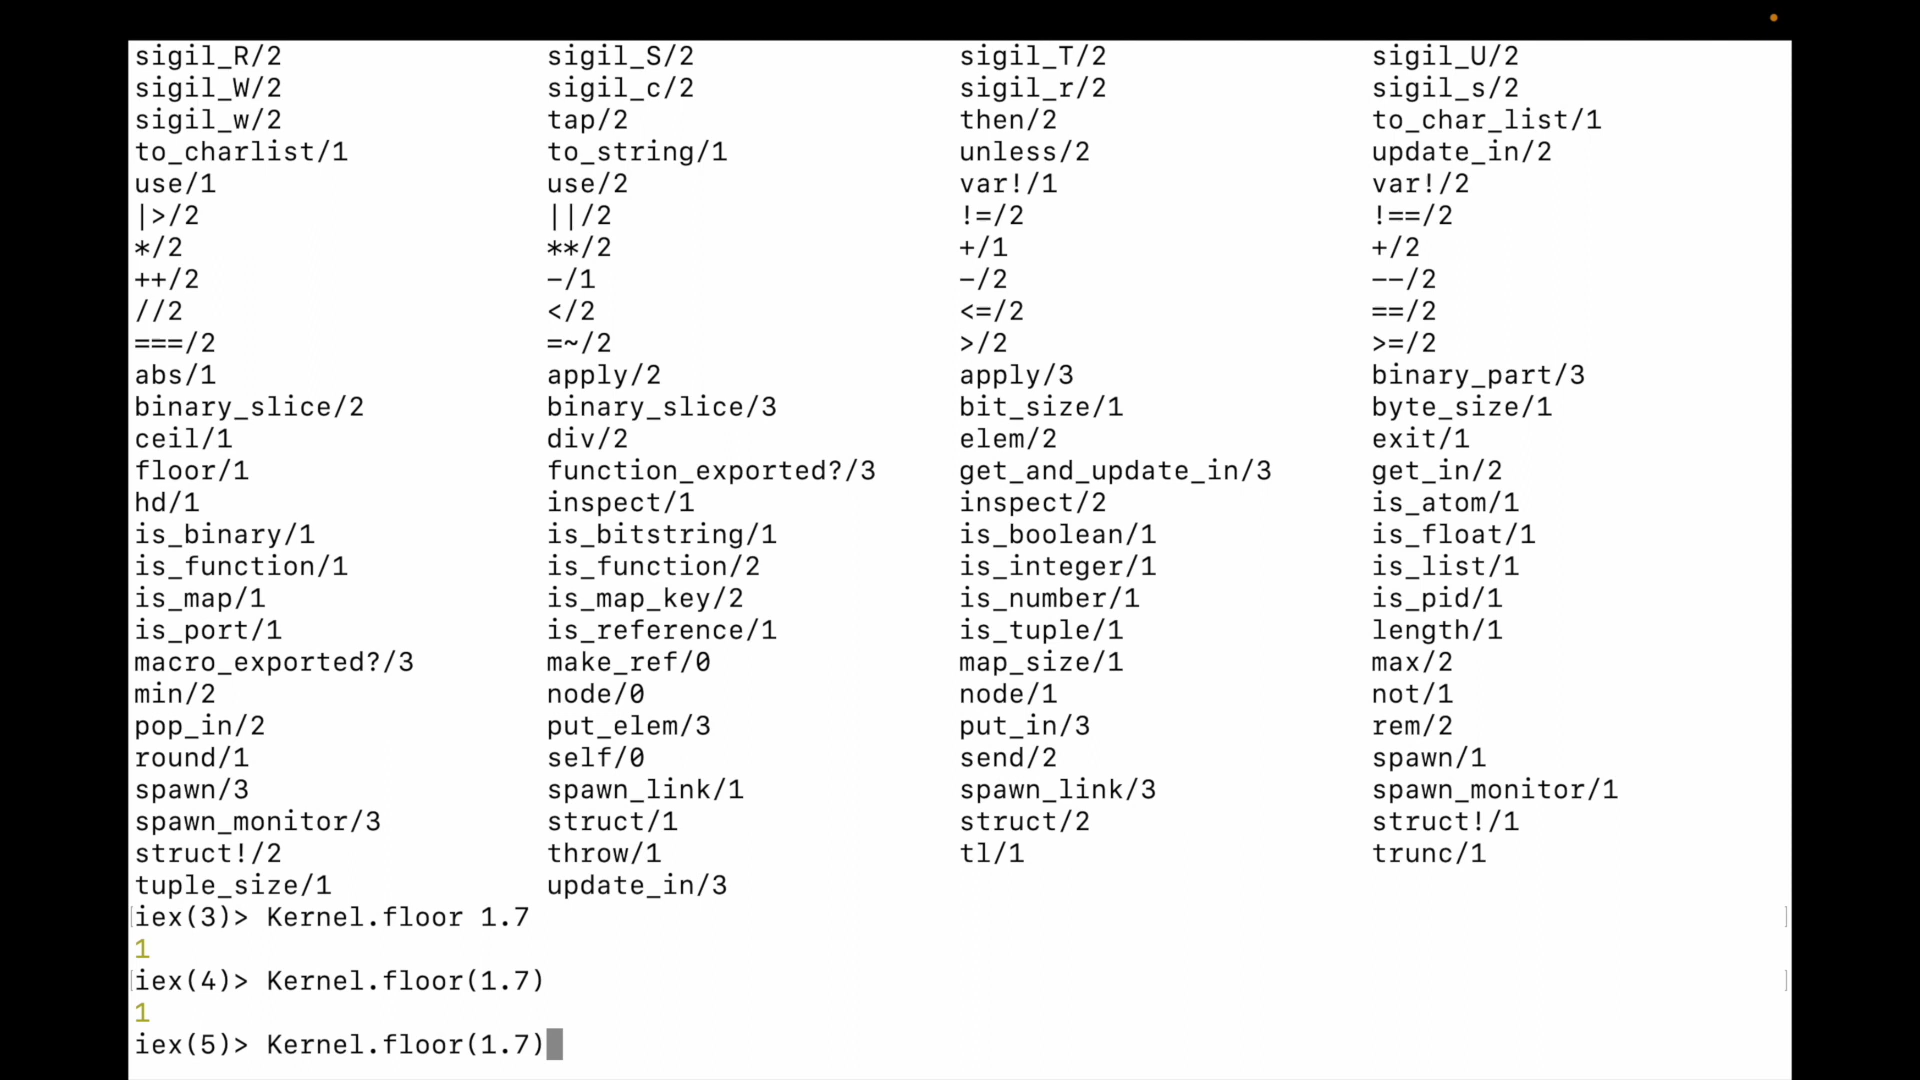 sigil_R/2 sigil_S/2 sigil_T/2 sigil_U/2
sigil_W/2 sigil_c/2 sigil_r/2 sigil_s/2
sigil_w/2 tap/2 then/2 to_char_list/1
to_charlist/1 to_string/1 unless/2 update_in/2
use/1 use/2 var!/1 var!/2
|>/2 ||/2 !=/2 !==/2
*/2 **/2 +/1 +/2
++/2 -/1 -/2 --/2
//2 </2 <=/2 ==/2
===/2 =~/2 >/2 >=/2
abs/1 apply/2 apply/3 binary_part/3
binary_slice/2 binary_slice/3 bit_size/1 byte_size/1
ceil/1 div/2 elem/2 exit/1
floor/1 function_exported?/3 get_and_update_in/3 get_in/2
hd/1 inspect/1 inspect/2 is_atom/1
is_binary/1 is_bitstring/1 is_boolean/1 is_float/1
is_function/1 is_function/2 is_integer/1 is_list/1
is_map/1 is_map_key/2 is_number/1 is_pid/1
is_port/1 is_reference/1 is_tuple/1 length/1
macro_exported?/3 make_ref/0 map_size/1 max/2
min/2 node/0 node/1 not/1
pop_in/2 put_elem/3 put_in/3 rem/2
round/1 self/0 send/2 spawn/1
spawn/3 spawn_link/1 spawn_link/3 spawn_monitor/1
spawn_monitor/3 struct/1 struct/2 struct!/1
struct!/2 throw/1 tl/1 trunc/1
tuple_size/1 update_in/3
iex(3)> Kernel.floor 1.7
1
iex(4)> Kernel.floor(1.7)
1
iex(5)> Kernel.floor(1.7)